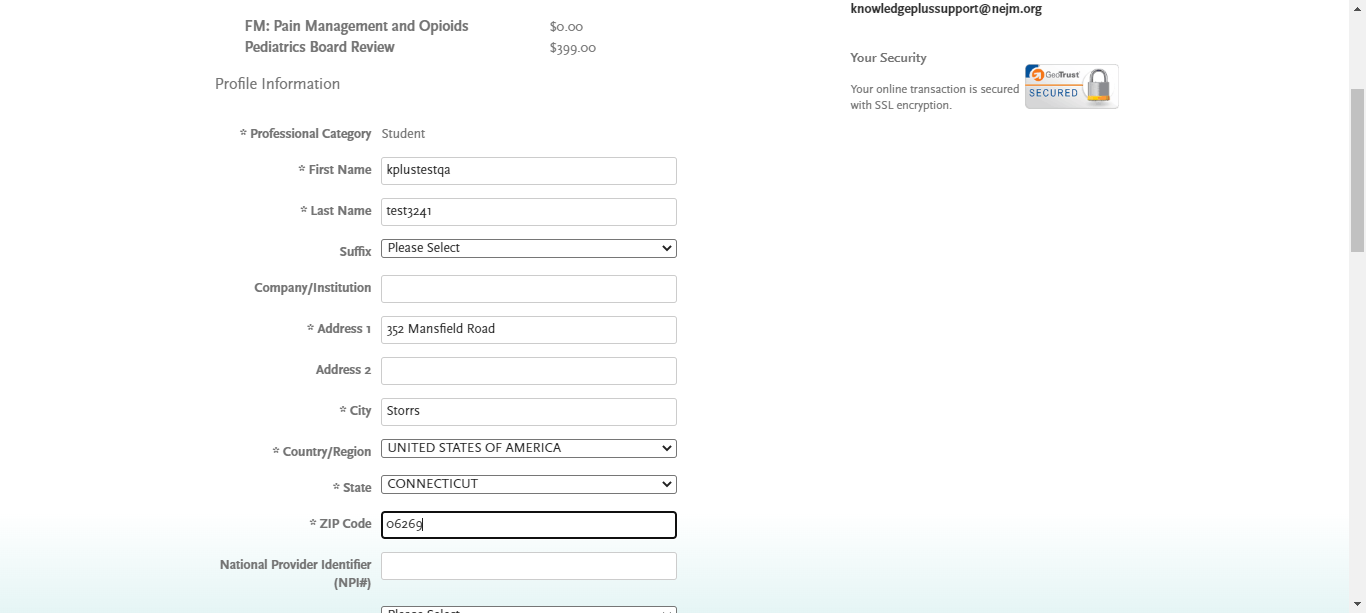 FM: Pain Management and Opioids $0.00
Pediatrics Board Review $399.00
Profile Information
* Professional Category Student
* First Name kplustestqa
* Last Name test3241
Suffix Please Select
Company/Institution
* Address 1 352 Mansfield Road
Address 2
* City Storrs
* Country/Region UNITED STATES OF AMERICA
* State CONNECTICUT
* ZIP Code 06269
National Provider Identifier
(NPI#)
Please Select
knowledgeplussupport@nejm.org
Your Security
Your online transaction is secured
with SSL encryption.
GeoTrust
SECURED